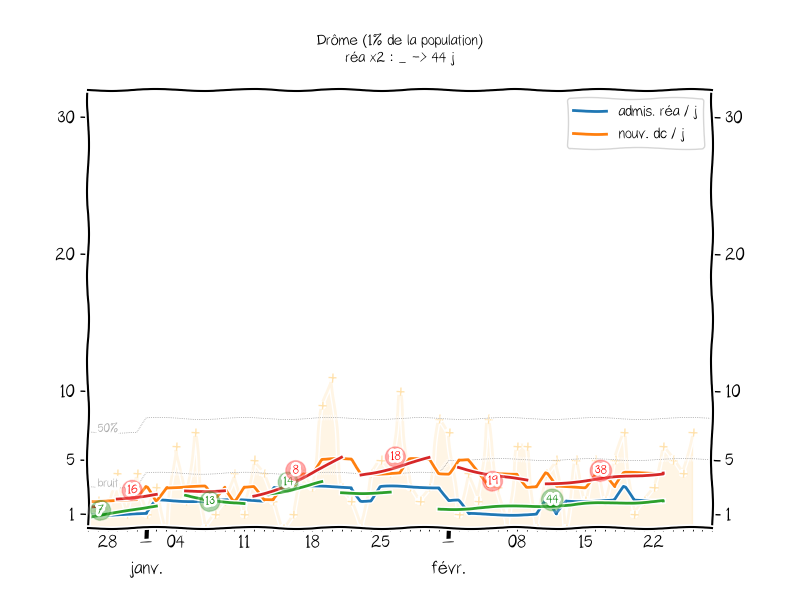 Drôme (1% de la population)
réa x2 : _ -> 44 j
admis. réa / j
nouv. dc / j
30 30
20 20
10 10
50%
5 5
bruit
1 1
17 16 13 14 8 18 19 44 38
28 04 11 18 25 08 15 22
janv. févr.